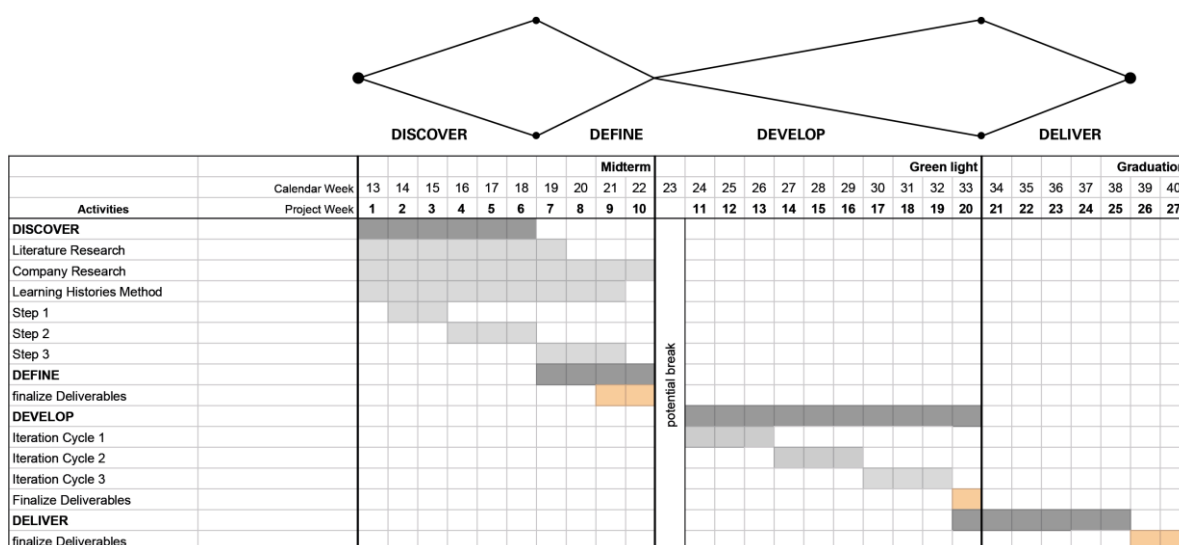 DISCOVER DEFINE DEVELOP DELIVER
Midterm Green light Graduation
Calendar Week 13 14 15 16 17 18 19 20 21 22 23 24 25 26 27 28 29 30 31 32 33 34 35 36 37 38 39 40
Activities Project Week 1 2 3 4 5 6 7 8 9 10 11 12 13 14 15 16 17 18 19 20 21 22 23 24 25 26 27
DISCOVER
Literature Research
Company Research
Learning Histories Method
Step 1
Step 2
Step 3
DEFINE
finalize Deliverables
potential break
DEVELOP
Iteration Cycle 1
Iteration Cycle 2
Iteration Cycle 3
Finalize Deliverables
DELIVER
finalize Deliverables